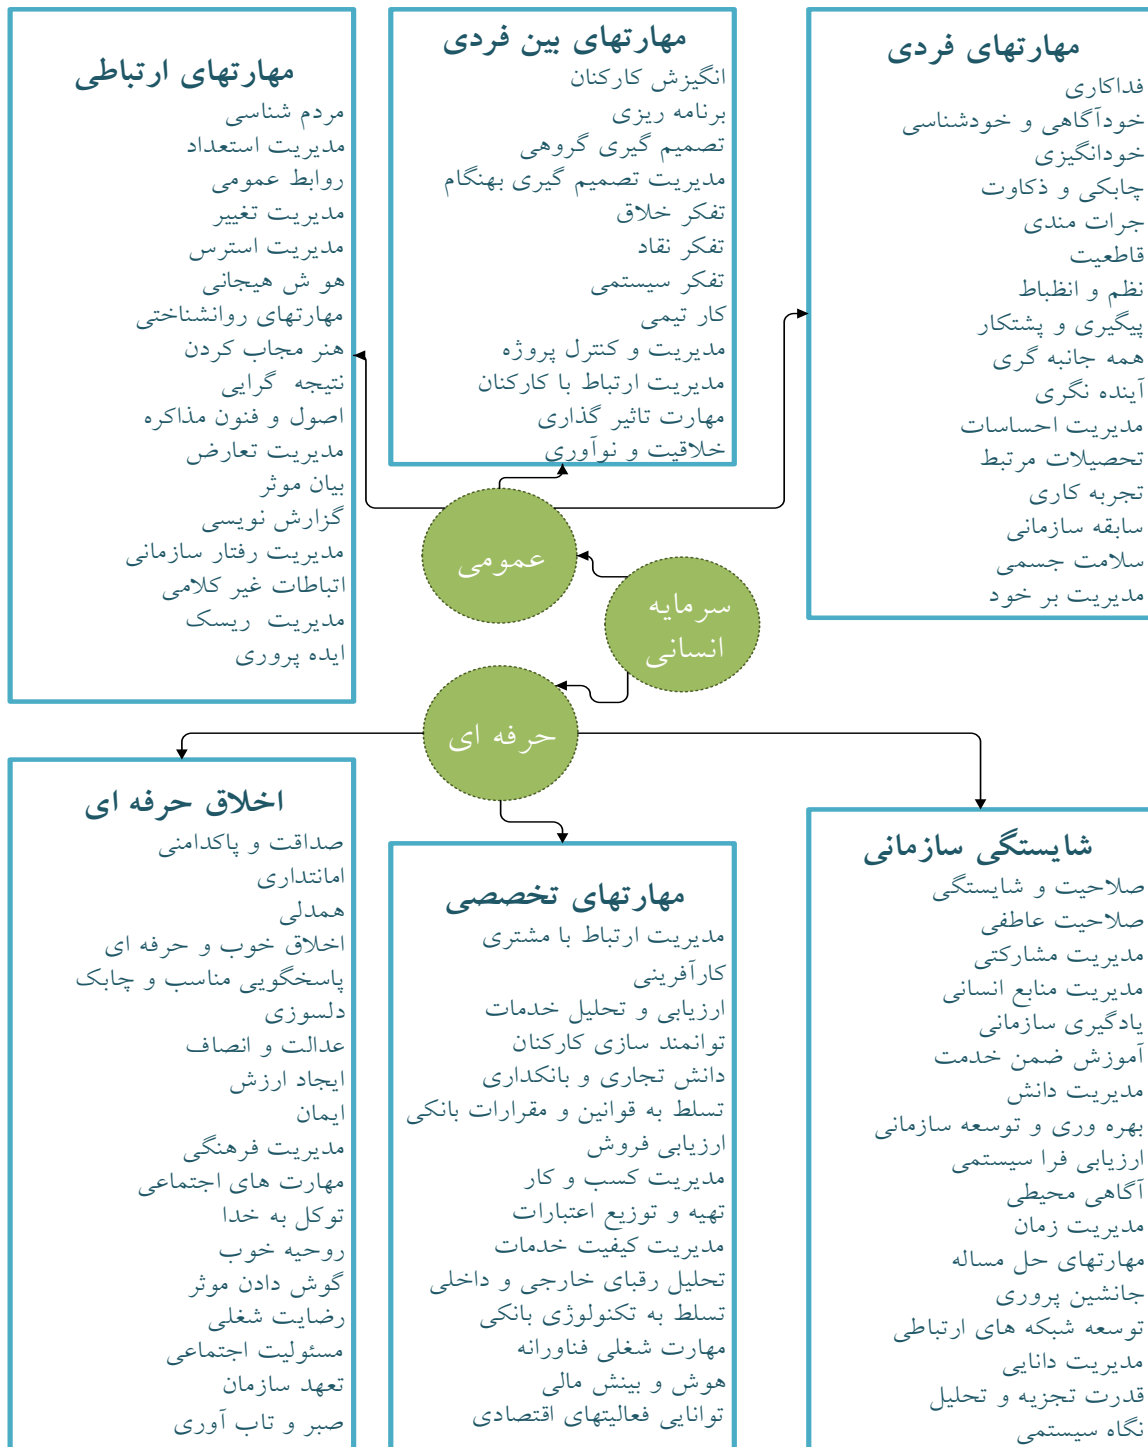 مهارتهای فردی
فداکاری
خودآگاهی و خودشناسی
خودانگیزی
چابکی و ذکاوت
جرات مندی
قاطعیت
نظم و انظباط
پیگیری و پشتکار
همه جانبه گری
آینده نگری
مدیریت احساسات
تحصیلات مرتبط
تجربه کاری
سابقه سازمانی
سلامت جسمی
مدیریت بر خود
مهارتهای بین فردی
انگیزش کارکنان
برنامه ریزی
تصمیم گیری گروهی
مدیریت تصمیم گیری بهنگام
تفکر خلاق
تفکر نقاد
تفکر سیستمی
کار تیمی
مدیریت و کنترل پروژه
مدیریت ارتباط با کارکنان
مهارت تاثیر گذاری
خلاقیت و نوآوری
مهارتهای ارتباطی
مردم شناسی
مدیریت استعداد
روابط عمومی
مدیریت تغییر
مدیریت استرس
هو ش هیجانی
مهارتهای روانشناختی
هنر مجاب کردن
نتیجه گرایی
اصول و فنون مذاکره
مدیریت تعارض
بیان موثر
گزارش نویسی
مدیریت رفتار سازمانی
اتباطات غیر کلامی
مدیریت ریسک
ایده پروری
عمومی
سرمایه
انسانی
حرفه ای
شایستگی سازمانی
صلاحیت و شایستگی
صلاحیت عاطفی
مدیریت مشارکتی
مدیریت منابع انسانی
یادگیری سازمانی
آموزش ضمن خدمت
مدیریت دانش
بهره وری و توسعه سازمانی
ارزیابی فرا سیستمی
آگاهی محیطی
مدیریت زمان
مهارتهای حل مساله
جانشین پروری
توسعه شبکه های ارتباطی
مدیریت دانایی
قدرت تجزیه و تحلیل
نگاه سیستمی
مهارتهای تخصصی
مدیریت ارتباط با مشتری
کارآفرینی
ارزیابی و تحلیل خدمات
توانمند سازی کارکنان
دانش تجاری و بانکداری
تسلط به قوانین و مقرارات بانکی
ارزیابی فروش
مدیریت کسب و کار
تهیه و توزیع اعتبارات
مدیریت کیفیت خدمات
تحلیل رقبای خارجی و داخلی
تسلط به تکنولوژی بانکی
مهارت شغلی فناورانه
هوش و بینش مالی
توانایی فعالیتهای اقتصادی
اخلاق حرفه ای
صداقت و پاکدامنی
امانتداری
همدلی
اخلاق خوب و حرفه ای
پاسخگویی مناسب و چابک
دلسوزی
عدالت و انصاف
ایجاد ارزش
ایمان
مدیریت فرهنگی
مهارت های اجتماعی
توکل به خدا
روحیه خوب
گوش دادن موثر
رضایت شغلی
مسئولیت اجتماعی
تعهد سازمان
صبر و تاب آوری